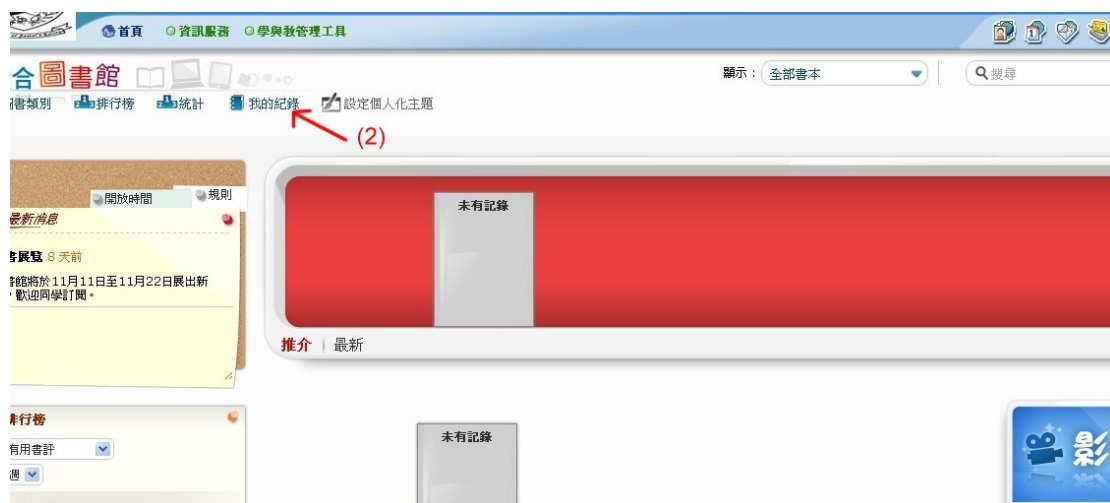 首頁 資訊服務 學與教管理工具
合圖書館
顯示： 全部書本
搜尋
書類別 排行榜 統計 我的紀錄 設定個人化主題
(2)
開放時間 規則
最新消息
書展覽 8 天前
書館將於11月11日至11月22日展出新
，歡迎同學訂閱。
未有記錄
推介 | 最新
排行榜
有用書評
週
未有記錄
影